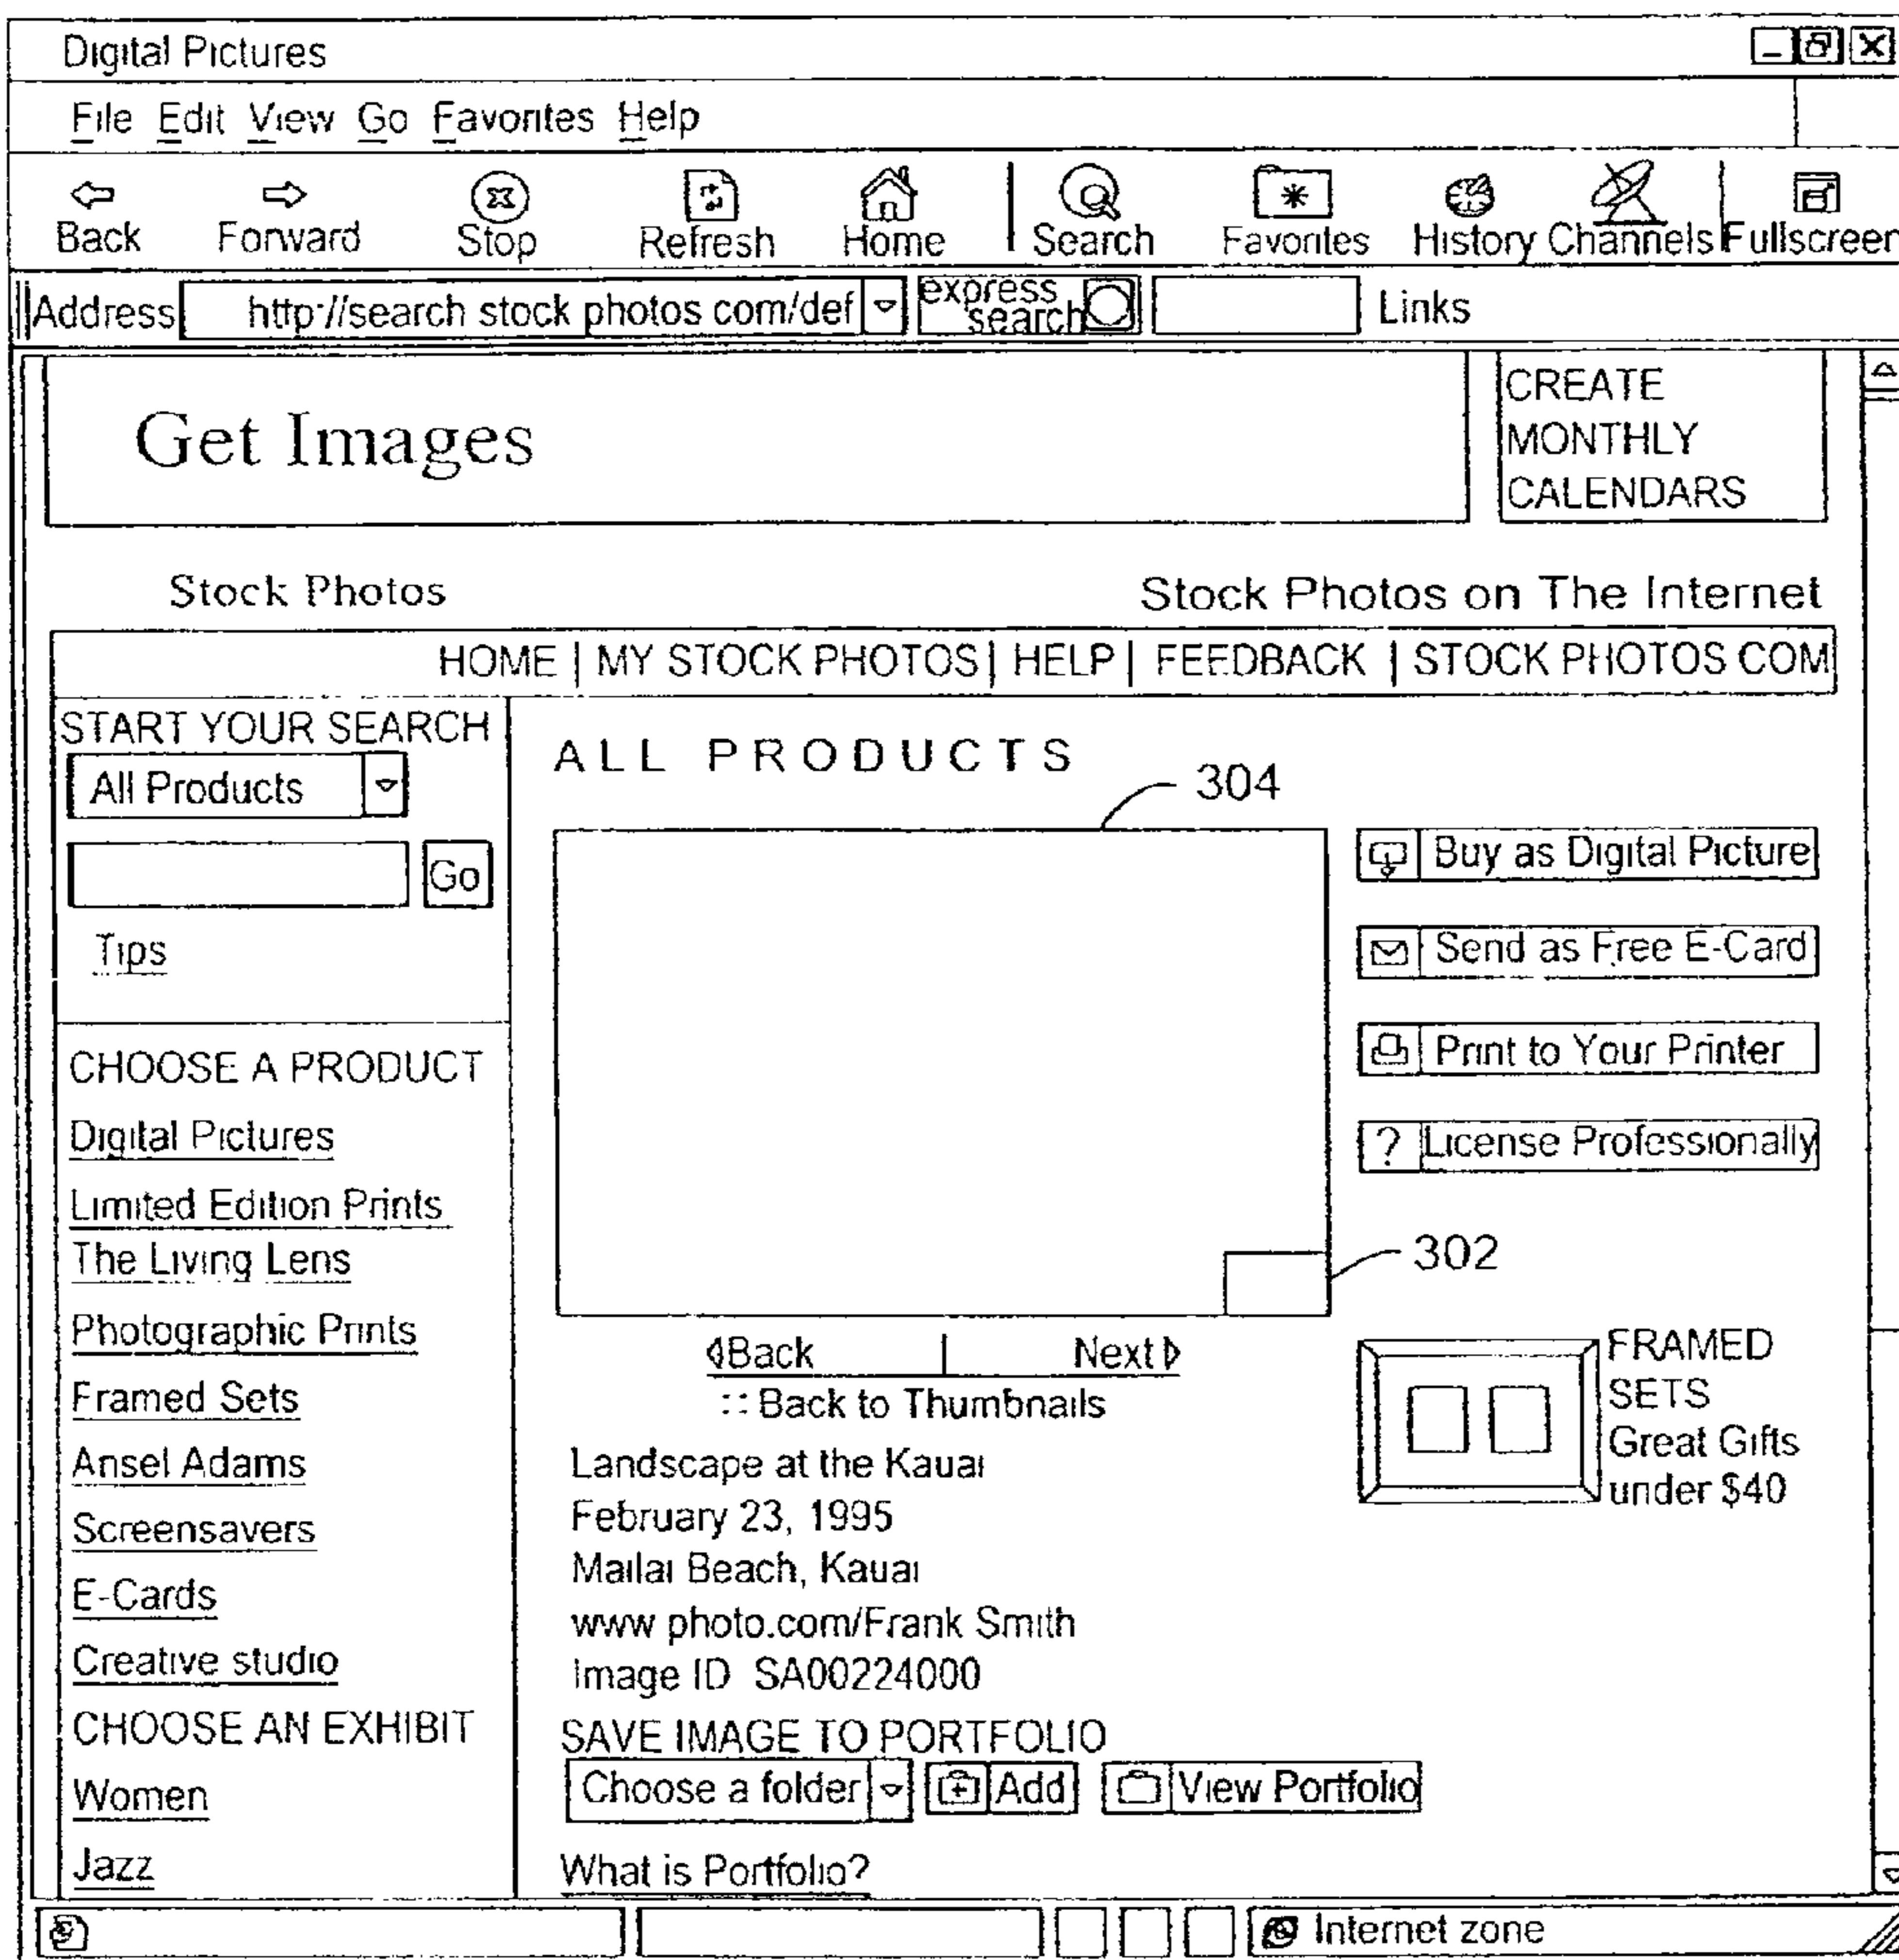 Digital Pictures
File Edit View Go Favorites Help
Back Forward Stop Refresh Home Search Favorites History Channels Fullscreen
Address http://search stock photos com/def express search Links
Get Images
CREATE
MONTHLY
CALENDARS
Stock Photos
Stock Photos on The Internet
HOME | MY STOCK PHOTOS | HELP | FEEDBACK | STOCK PHOTOS COM
START YOUR SEARCH
All Products
Go
Tips
CHOOSE A PRODUCT
Digital Pictures
Limited Edition Prints
The Living Lens
Photographic Prints
Framed Sets
Ansel Adams
Screensavers
E-Cards
Creative studio
CHOOSE AN EXHIBIT
Women
Jazz
ALL PRODUCTS
304
Buy as Digital Picture
Send as Free E-Card
Print to Your Printer
? License Professionally
302
Back | Next
:: Back to Thumbnails
FRAMED
SETS
Great Gifts
under $40
Landscape at the Kauai
February 23, 1995
Mailai Beach, Kauai
www photo.com/Frank Smith
Image ID SA00224000
SAVE IMAGE TO PORTFOLIO
Choose a folder Add View Portfolio
What is Portfolio?
Internet zone